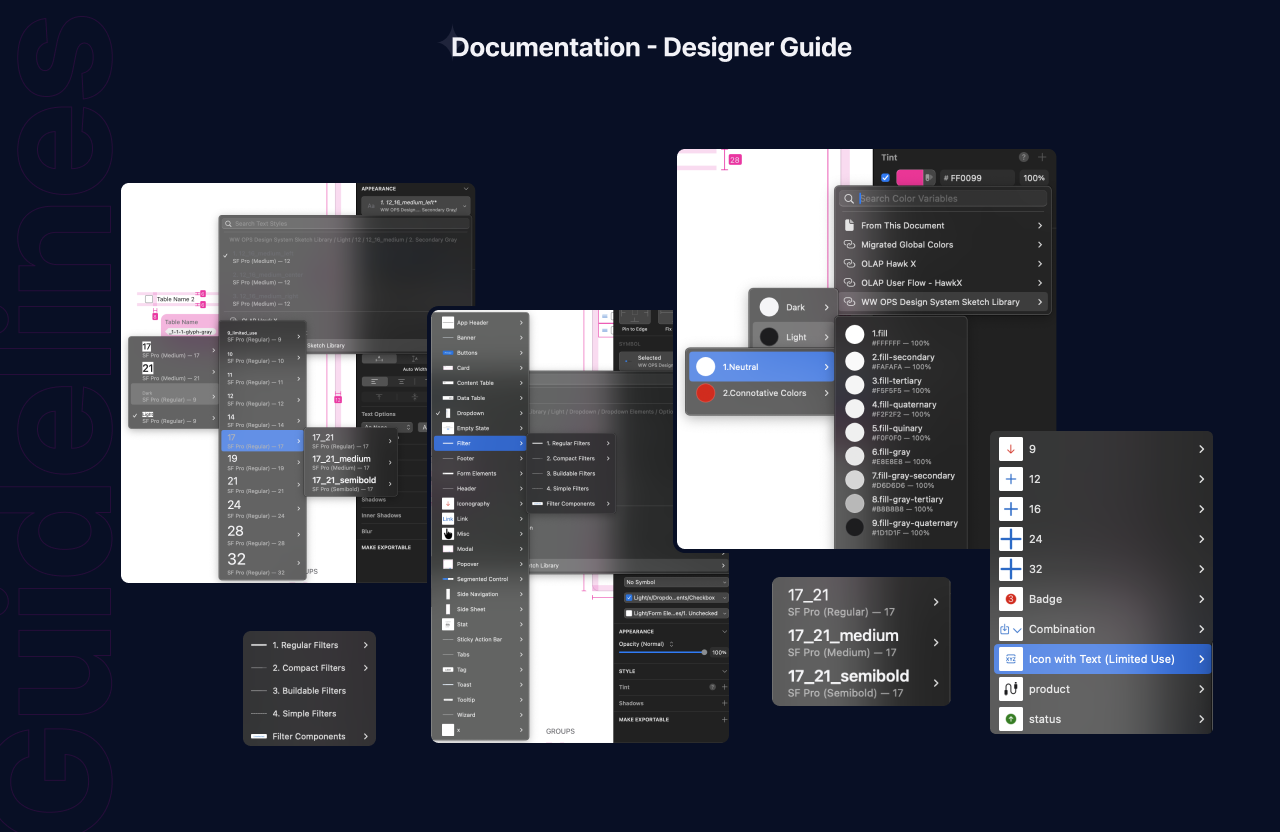 Documentation - Designer Guide
Guidelines
APPEARANCE
1. 12_16_medium_left*
WW OPS Design... Secondary Gray/
Search Text Styles
WW OPS Design System Sketch Library / Light / 12 / 12_16_medium / 2. Secondary Gray
SF Pro (Medium) — 12
SF Pro (Medium) — 12
SF Pro (Medium) — 12
Table Name 2
Table Name
_1-1-1-glyph-gray
17
SF Pro (Medium) — 17
21
SF Pro (Medium) — 21
Dark
SF Pro (Regular) — 9
Light
SF Pro (Regular) — 9
9_limited_use
SF Pro (Regular) — 9
10
SF Pro (Regular) — 10
11
SF Pro (Regular) — 11
12
SF Pro (Regular) — 12
14
SF Pro (Regular) — 14
17
SF Pro (Regular) — 17
19
SF Pro (Regular) — 19
21
SF Pro (Regular) — 21
24
SF Pro (Regular) — 24
28
SF Pro (Regular) — 28
32
SF Pro (Regular) — 32
17_21
SF Pro (Regular) — 17
17_21_medium
SF Pro (Medium) — 17
17_21_semibold
SF Pro (Semibold) — 17
Sketch Library
Auto Width
Text Options
Shadows
Inner Shadows
Blur
MAKE EXPORTABLE
1. Regular Filters
2. Compact Filters
3. Buildable Filters
4. Simple Filters
Filter Components
App Header
Banner
Buttons
Card
Content Table
Data Table
Dropdown
Empty State
Filter
Footer
Form Elements
Header
Iconography
Link
Link
Misc
Modal
Popover
Segmented Control
Side Navigation
Side Sheet
Stat
Sticky Action Bar
Tabs
Tag
Toast
Tooltip
Wizard
x
1. Regular Filters
2. Compact Filters
3. Buildable Filters
4. Simple Filters
Filter Components
Pin to Edge
Fix
SYMBOL
Selected
WW OPS Design
brary / Light / Dropdown / Dropdown Elements / Optio
tch Library
No Symbol
Light/x/Dropdo...ents/Checkbox
Light/Form Ele...es/1. Unchecked
APPEARANCE
Opacity (Normal)
100%
STYLE
Tint
Shadows
MAKE EXPORTABLE
GROUPS
28
Tint
# FF0099
100%
Search Color Variables
From This Document
Migrated Global Colors
OLAP Hawk X
OLAP User Flow - HawkX
WW OPS Design System Sketch Library
Dark
Light
1.Neutral
2.Connotative Colors
1.fill
#FFFFFF — 100%
2.fill-secondary
#FAFAFA — 100%
3.fill-tertiary
#F5F5F5 — 100%
4.fill-quaternary
#F2F2F2 — 100%
5.fill-quinary
#F0F0F0 — 100%
6.fill-gray
#E8E8E8 — 100%
7.fill-gray-secondary
#D6D6D6 — 100%
8.fill-gray-tertiary
#B8B8B8 — 100%
9.fill-gray-quaternary
#1D1D1F — 100%
17_21
SF Pro (Regular) — 17
17_21_medium
SF Pro (Medium) — 17
17_21_semibold
SF Pro (Semibold) — 17
9
12
16
24
32
3
Badge
Combination
XYZ
Icon with Text (Limited Use)
product
status